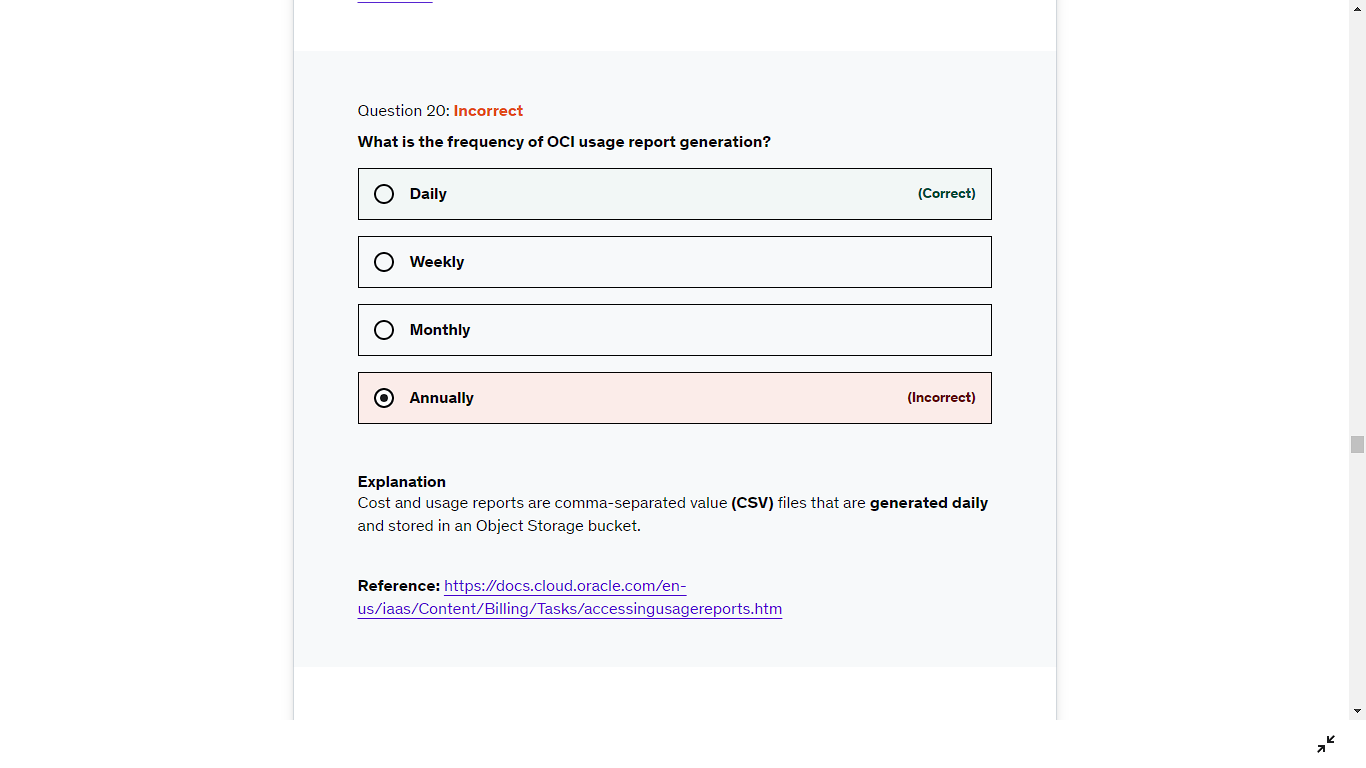 Question 20: Incorrect
What is the frequency of OCI usage report generation?
Daily (Correct)
Weekly
Monthly
Annually (Incorrect)
Explanation
Cost and usage reports are comma-separated value (CSV) files that are generated daily
and stored in an Object Storage bucket.
Reference: https://docs.cloud.oracle.com/en-
us/iaas/Content/Billing/Tasks/accessingusagereports.htm